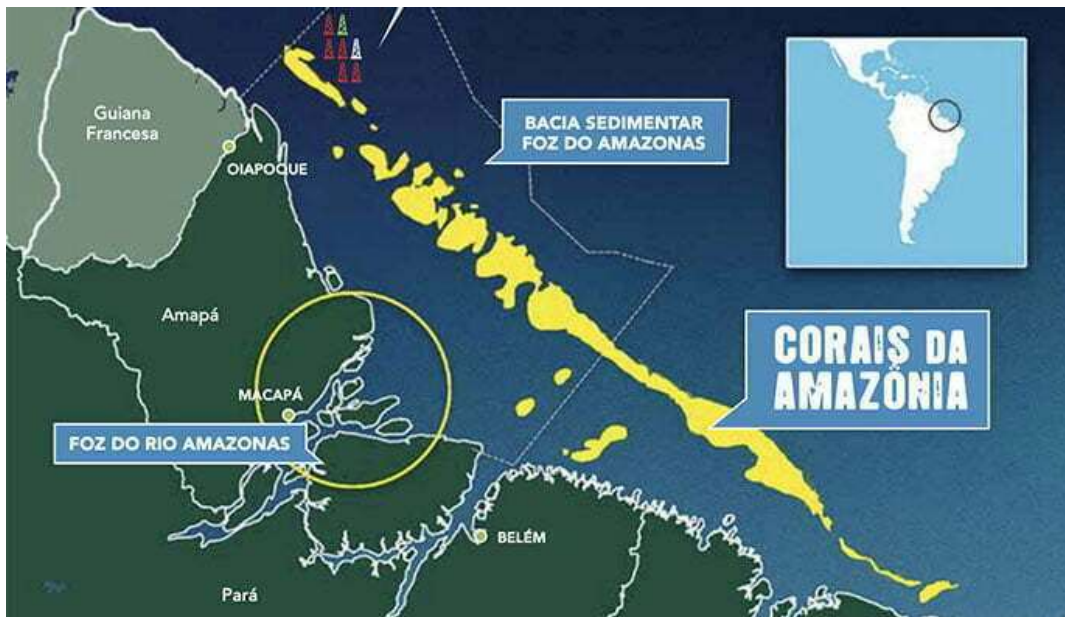 Guiana
Francesa
OIAPOQUE
BACIA SEDIMENTAR
FOZ DO AMAZONAS
Amapá
CORAIS DA
AMAZÔNIA
MACAPÁ
FOZ DO RIO AMAZONAS
BELÉM
Pará